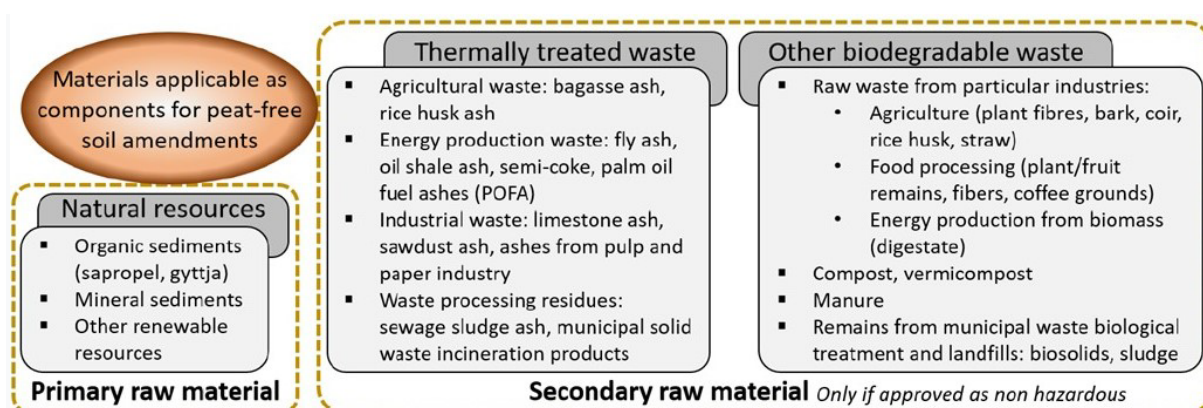 Materials applicable as
components for peat-free
soil amendments
Natural resources
▪ Organic sediments
(sapropel, gyttja)
▪ Mineral sediments
▪ Other renewable
resources
Primary raw material
Thermally treated waste
▪ Agricultural waste: bagasse ash,
rice husk ash
▪ Energy production waste: fly ash,
oil shale ash, semi-coke, palm oil
fuel ashes (POFA)
▪ Industrial waste: limestone ash,
sawdust ash, ashes from pulp and
paper industry
▪ Waste processing residues:
sewage sludge ash, municipal solid
waste incineration products
Other biodegradable waste
▪ Raw waste from particular industries:
• Agriculture (plant fibres, bark, coir,
rice husk, straw)
• Food processing (plant/fruit
remains, fibers, coffee grounds)
• Energy production from biomass
(digestate)
▪ Compost, vermicompost
▪ Manure
▪ Remains from municipal waste biological
treatment and landfills: biosolids, sludge
Secondary raw material Only if approved as non hazardous